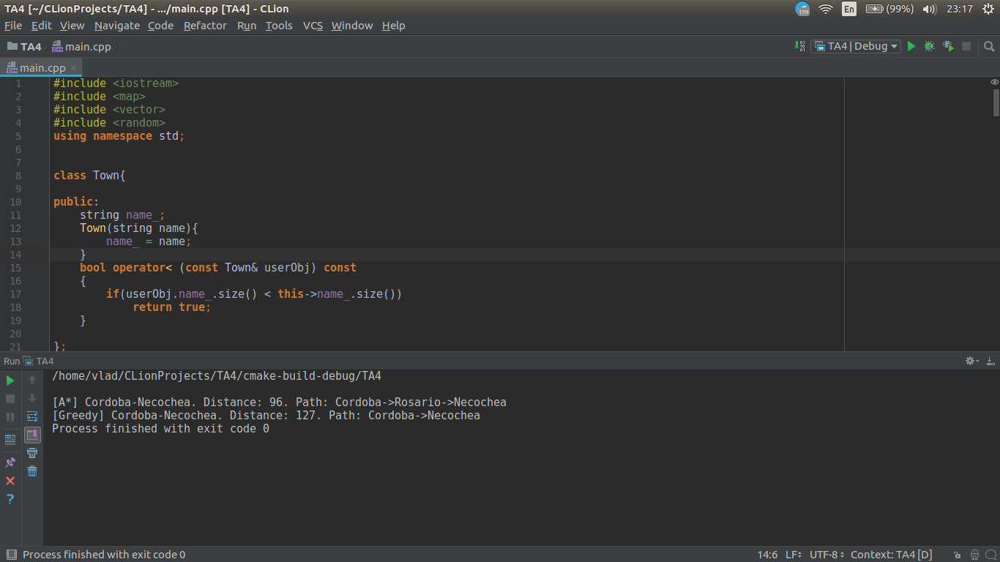 TA4 [~/CLionProjects/TA4] - .../main.cpp [TA4] - CLion
159
En
(99%)
23:17
File Edit View Navigate Code Refactor Run Tools VCS Window Help
TA4 main.cpp
TA4 | Debug
main.cpp
1 #include <iostream>
2 #include <map>
3 #include <vector>
4 #include <random>
5 using namespace std;
6
7
8 class Town{
9
10 public:
11 string name_;
12 Town(string name){
13 name_ = name;
14 }
15 bool operator< (const Town& userObj) const
16 {
17 if(userObj.name_.size() < this->name_.size())
18 return true;
19 }
20
21 };
Run TA4
/home/vlad/CLionProjects/TA4/cmake-build-debug/TA4
[A*] Cordoba-Necochea. Distance: 96. Path: Cordoba->Rosario->Necochea
[Greedy] Cordoba-Necochea. Distance: 127. Path: Cordoba->Necochea
Process finished with exit code 0
Process finished with exit code 0
14:6 LF UTF-8 Context: TA4 [D]